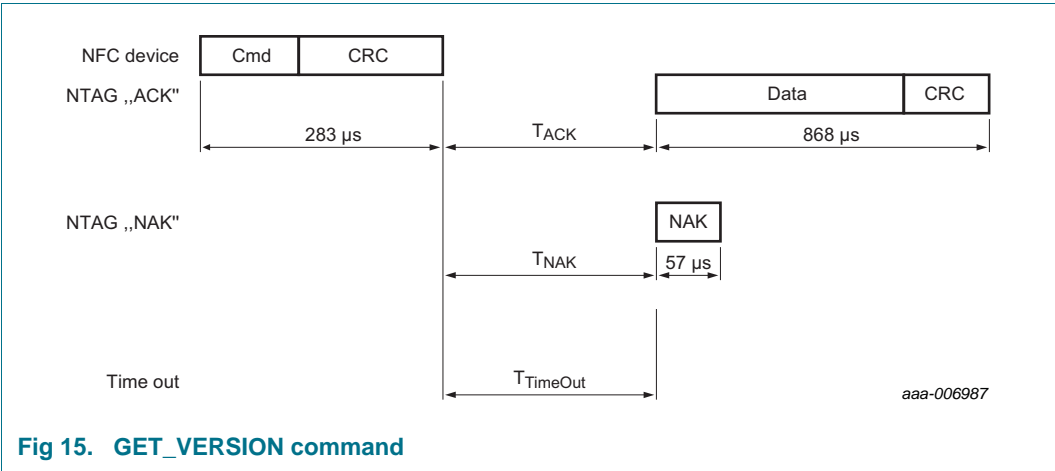 NFC device Cmd CRC
NTAG ,,ACK" Data CRC
283 µs TACK 868 µs
NTAG ,,NAK" NAK
TNAK 57 µs
Time out TTimeOut
aaa-006987
Fig 15. GET_VERSION command